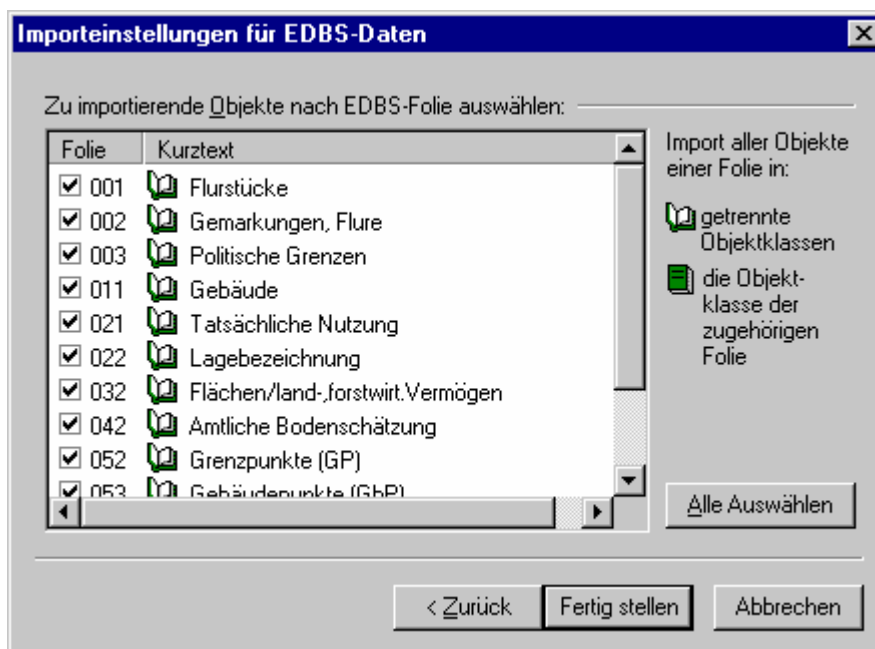 Importeinstellungen für EDBS-Daten
Zu importierende Objekte nach EDBS-Folie auswählen:
Folie Kurztext
001 Flurstücke
002 Gemarkungen, Flure
003 Politische Grenzen
011 Gebäude
021 Tatsächliche Nutzung
022 Lagebezeichnung
032 Flächen/land-,forstwirt.Vermögen
042 Amtliche Bodenschätzung
052 Grenzpunkte (GP)
053 Gebäudepunkte (GbP)
Import aller Objekte
einer Folie in:
getrennte
Objektklassen
die Objekt-
klasse der
zugehörigen
Folie
Alle Auswählen
< Zurück
Fertig stellen
Abbrechen